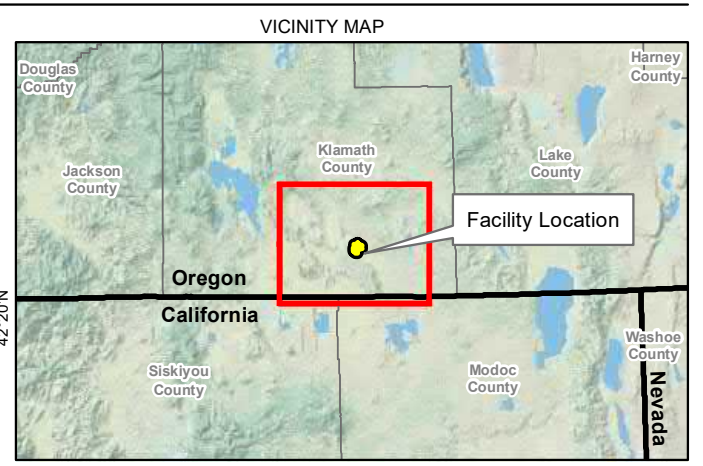 VICINITY MAP
Douglas
County
Harney
County
Klamath
County
Lake
County
Jackson
County
Facility Location
Oregon
California
42°20'N
Siskiyou
County
Modoc
County
Washoe
County
Nevada